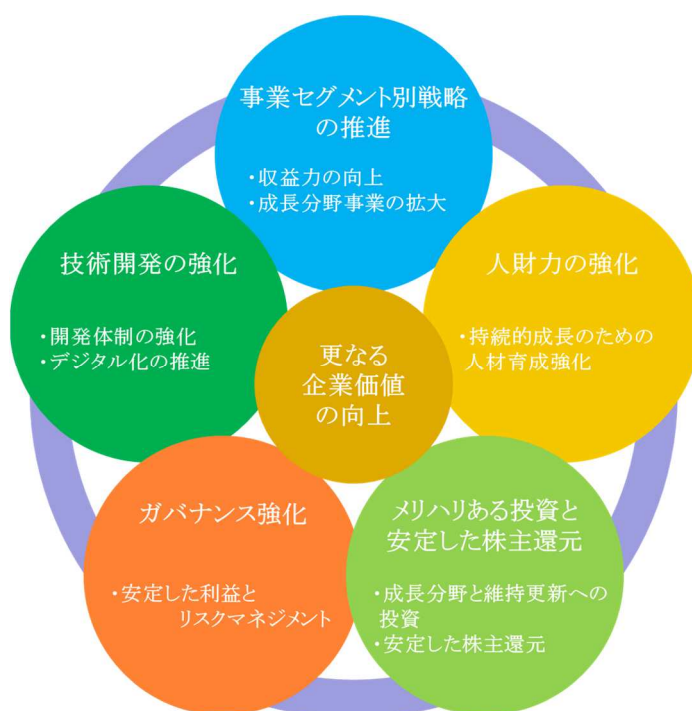 事業セグメント別戦略
の推進
・収益力の向上
・成長分野事業の拡大
技術開発の強化
・開発体制の強化
・デジタル化の推進
人財力の強化
・持続的成長のための
人材育成強化
更なる
企業価値
の向上
ガバナンス強化
・安定した利益と
リスクマネジメント
メリハリある投資と
安定した株主還元
・成長分野と維持更新への
投資
・安定した株主還元